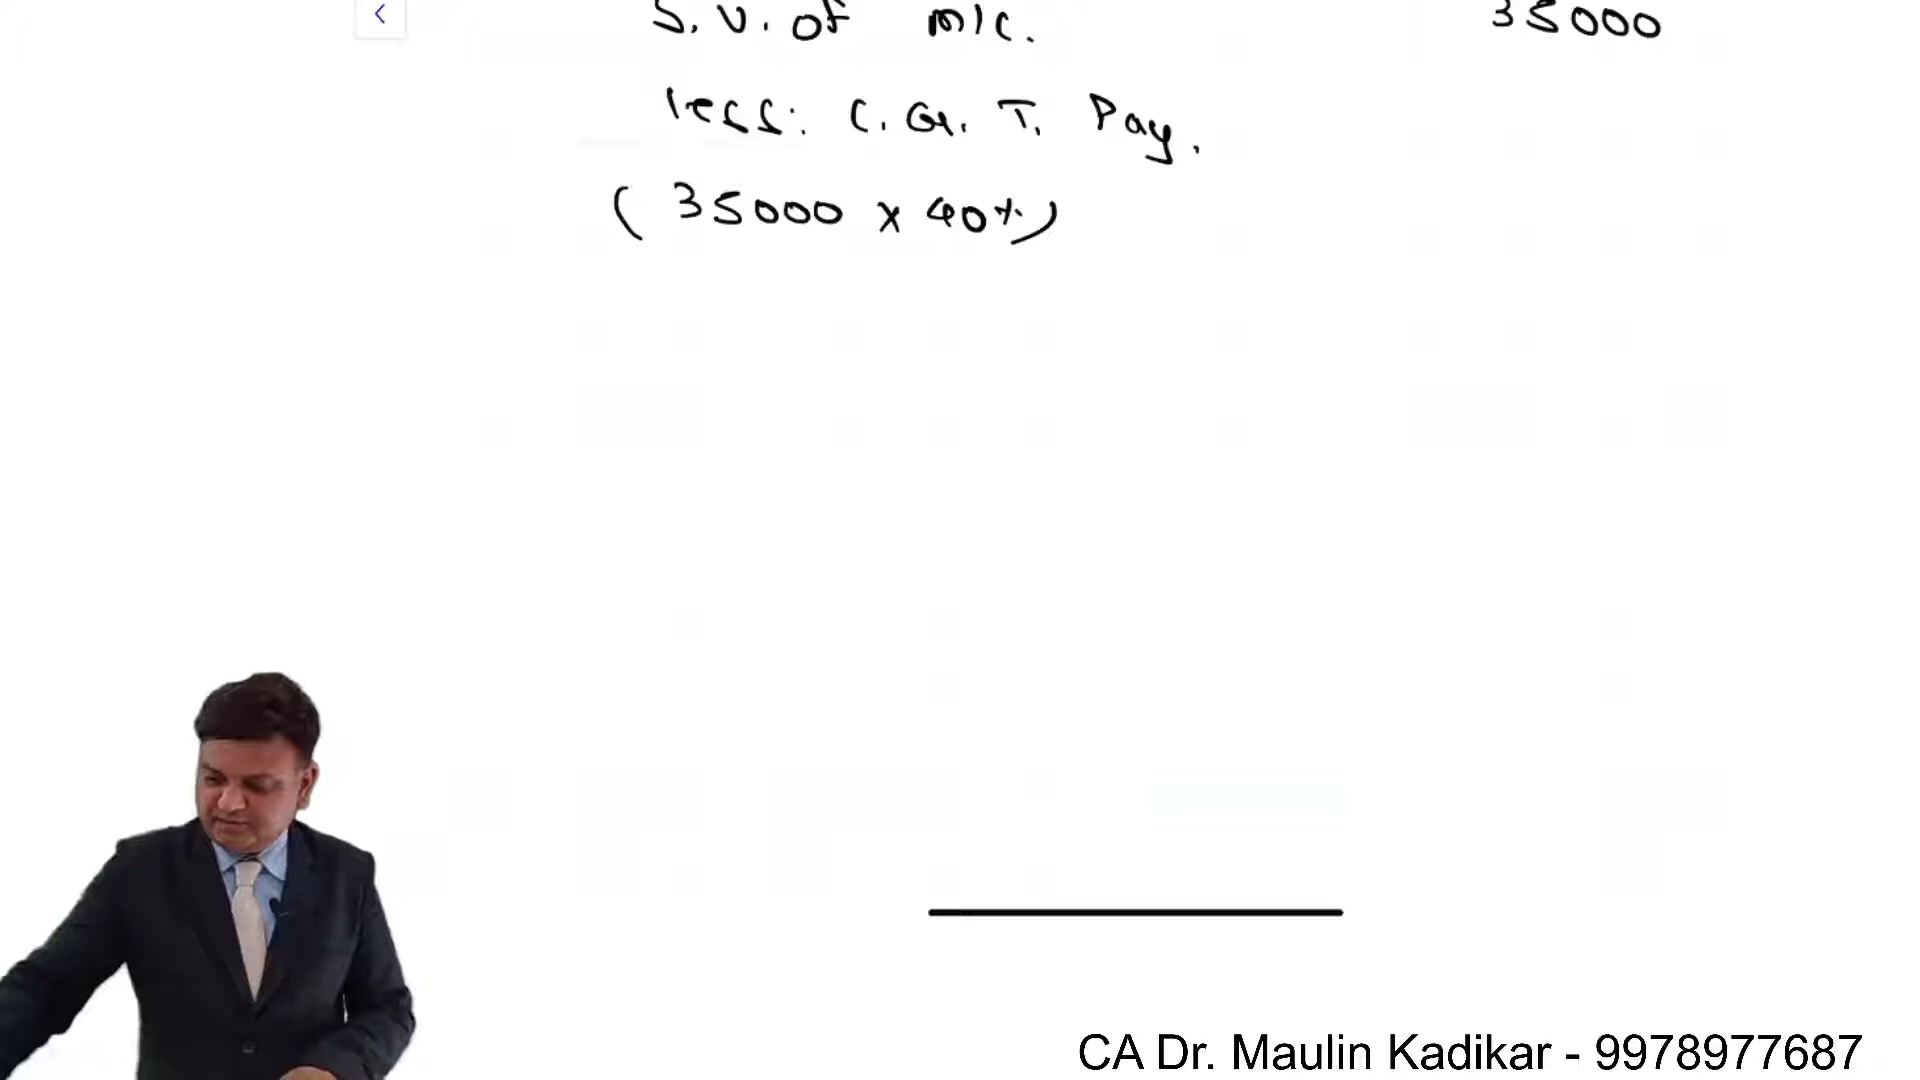 S.V. of m/c. 35000
less: C.G.T. Pay.
(35000 x 40%)
CA Dr. Maulin Kadikar - 9978977687